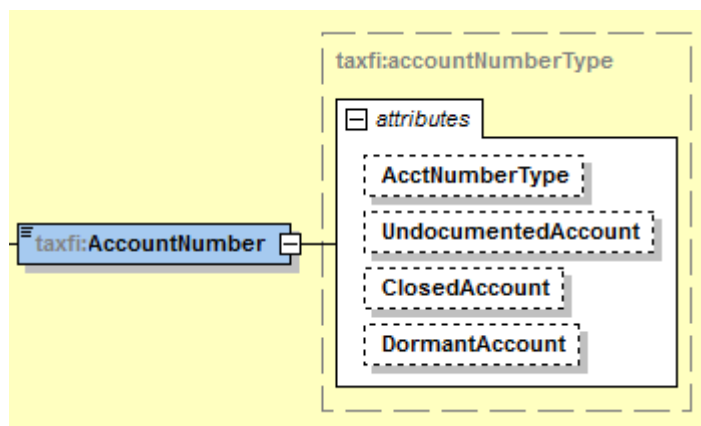 taxfi:accountNumberType
attributes
AcctNumberType
UndocumentedAccount
taxfi:AccountNumber
ClosedAccount
DormantAccount